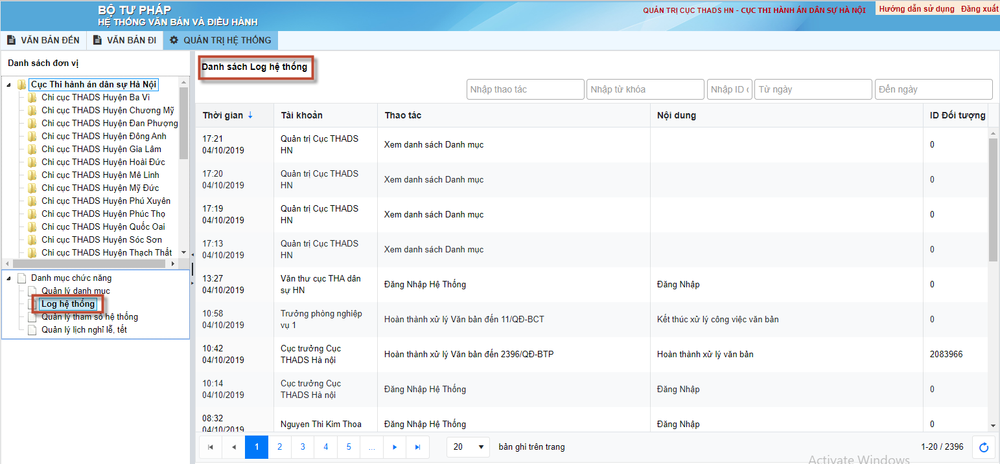 BỘ TƯ PHÁP
HỆ THỐNG VĂN BẢN VÀ ĐIỀU HÀNH
QUẢN TRỊ CỤC THADS HN - CỤC THI HÀNH ÁN DÂN SỰ HÀ NỘI
Hướng dẫn sử dụng Đăng xuất
VĂN BẢN ĐẾN VĂN BẢN ĐI QUẢN TRỊ HỆ THỐNG
Danh sách đơn vị
Cục Thi hành án dân sự Hà Nội
Chi cục THADS Huyện Ba Vì
Chi cục THADS Huyện Chương Mỹ
Chi cục THADS Huyện Đan Phượng
Chi cục THADS Huyện Đông Anh
Chi cục THADS Huyện Gia Lâm
Chi cục THADS Huyện Hoài Đức
Chi cục THADS Huyện Mê Linh
Chi cục THADS Huyện Mỹ Đức
Chi cục THADS Huyện Phú Xuyên
Chi cục THADS Huyện Phúc Thọ
Chi cục THADS Huyện Quốc Oai
Chi cục THADS Huyện Sóc Sơn
Chi cục THADS Huyện Thạch Thất
Danh mục chức năng
Quản lý danh mục
Log hệ thống
Quản lý tham số hệ thống
Quản lý lịch nghỉ lễ, tết
Danh sách Log hệ thống
Nhập thao tác Nhập từ khóa Nhập ID Từ ngày Đến ngày
Thời gian Tài khoản Thao tác Nội dung ID Đối tượng
17:21 Quản trị Cục THADS
04/10/2019 HN Xem danh sách Danh mục 0
17:20 Quản trị Cục THADS
04/10/2019 HN Xem danh sách Danh mục 0
17:19 Quản trị Cục THADS
04/10/2019 HN Xem danh sách Danh mục 0
17:13 Quản trị Cục THADS
04/10/2019 HN Xem danh sách Danh mục 0
13:27 Văn thư cục THA dân
04/10/2019 sự HN Đăng Nhập Hệ Thống Đăng Nhập 0
10:58 Trưởng phòng nghiệp
04/10/2019 vụ 1 Hoàn thành xử lý Văn bản đến 11/QĐ-BCT Kết thúc xử lý công việc văn bản 0
10:42 Cục trưởng Cục
04/10/2019 THADS Hà nội Hoàn thành xử lý Văn bản đến 2396/QĐ-BTP Hoàn thành xử lý văn bản 2083966
10:14 Cục trưởng Cục
04/10/2019 THADS Hà nội Đăng Nhập Hệ Thống Đăng Nhập 0
08:32
04/10/2019 Nguyen Thi Kim Thoa Đăng Nhập Hệ Thống Đăng Nhập 0
1 2 3 4 5 ... 20 bản ghi trên trang 1-20 / 2396
Activate Windows